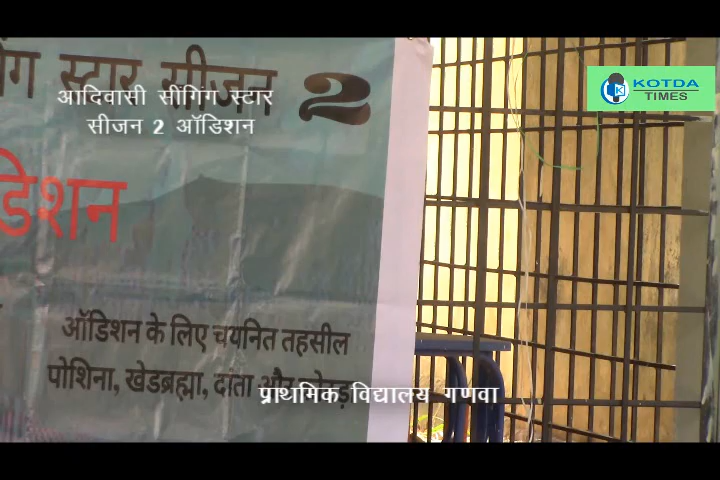 स्टार सीजन 2
KOTDA
TIMES
आदिवासी सींगिंग स्टार
सीजन 2 ऑडिशन
डिशन
ऑडिशन के लिए चयनित तहसील
पोशिना, खेडब्रह्मा, दांता और
प्राथमिक विद्यालय गणवा